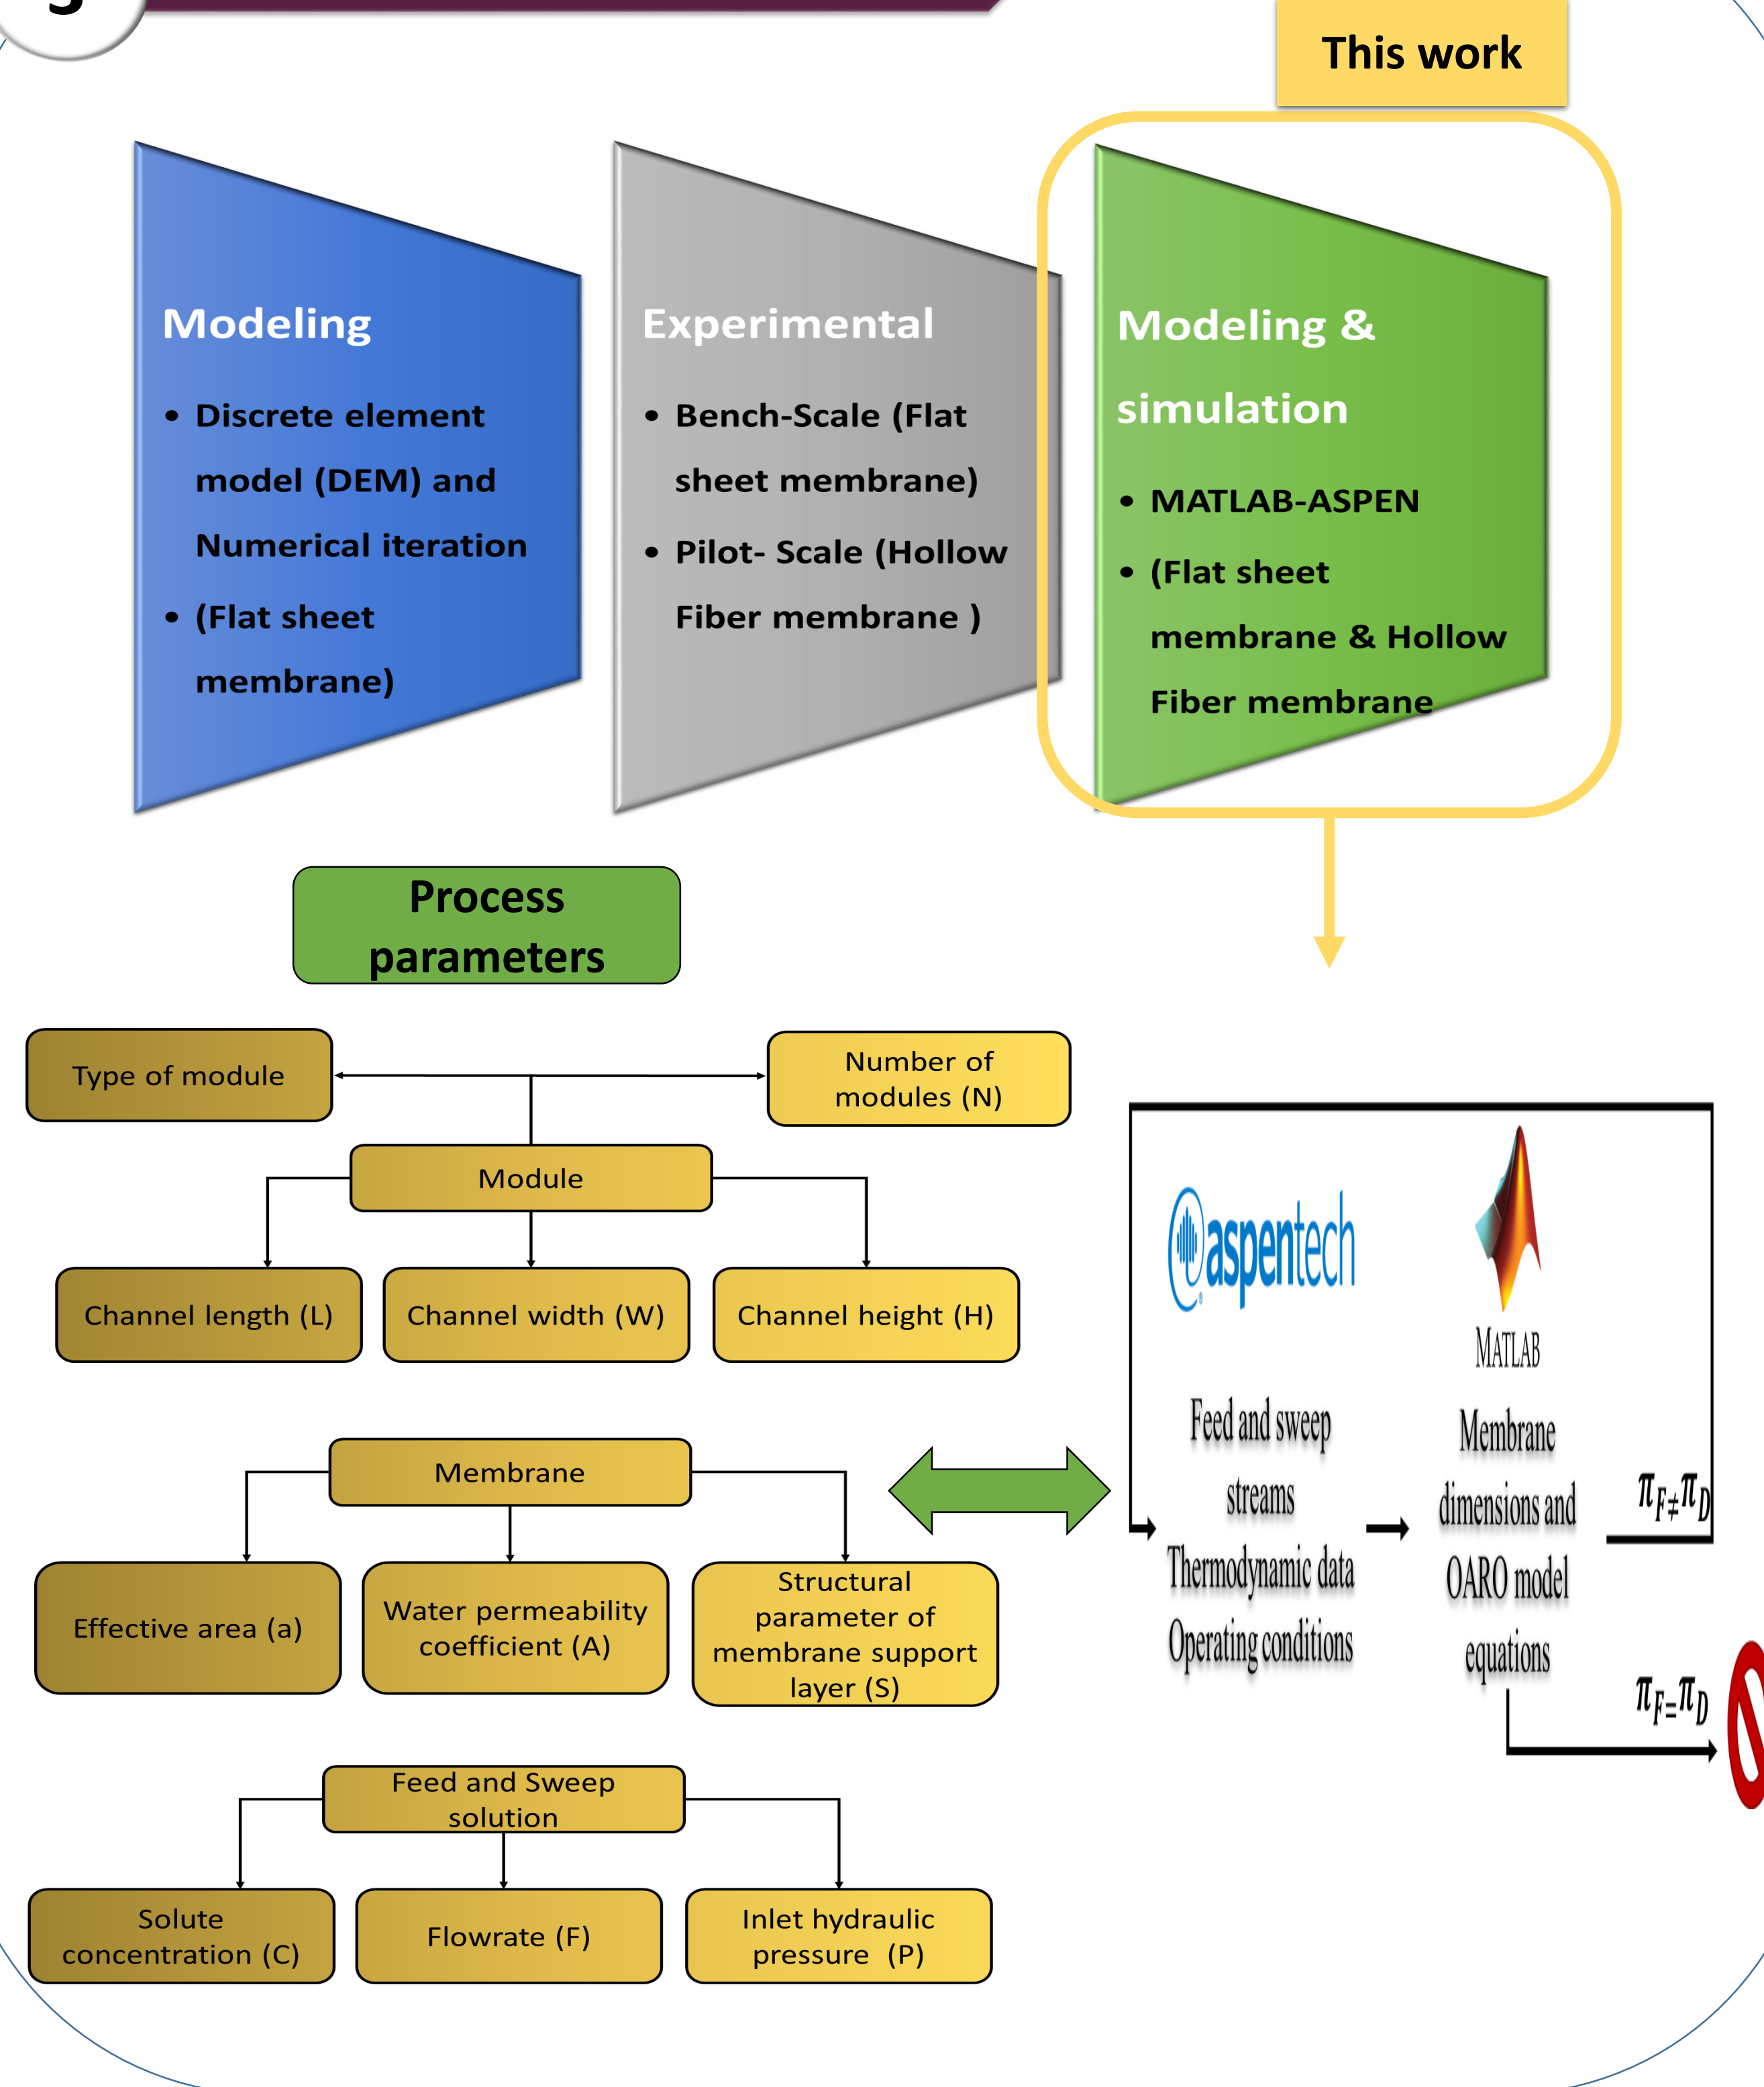 This work
Modeling
• Discrete element
model (DEM) and
Numerical iteration
• (Flat sheet
membrane)
Experimental
• Bench-Scale (Flat
sheet membrane)
• Pilot- Scale (Hollow
Fiber membrane )
Modeling &
simulation
• MATLAB-ASPEN
• (Flat sheet
membrane & Hollow
Fiber membrane
Process
parameters
Type of module
Number of
modules (N)
Module
Channel length (L)
Channel width (W)
Channel height (H)
Membrane
Effective area (a)
Water permeability
coefficient (A)
Structural
parameter of
membrane support
layer (S)
Feed and Sweep
solution
Solute
concentration (C)
Flowrate (F)
Inlet hydraulic
pressure  (P)
aspentech
Feed and sweep
streams
Thermodynamic data
Operating conditions
MATLAB
Membrane
dimensions and
OARO model
equations
πF≠πD
πF=πD